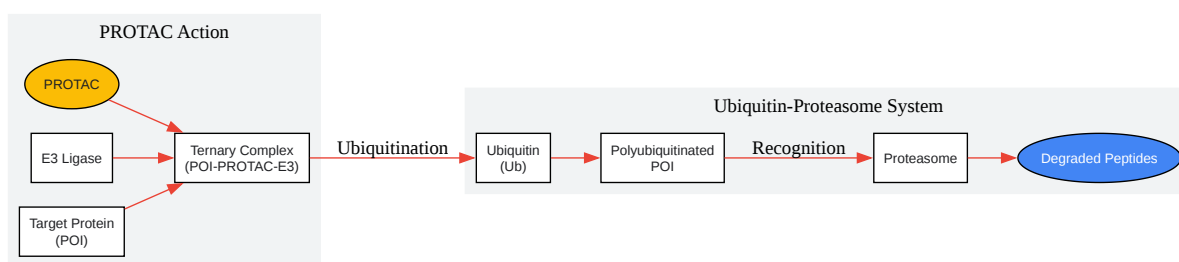 PROTAC Action
PROTAC
E3 Ligase
Target Protein
(POI)
Ternary Complex
(POI-PROTAC-E3)
Ubiquitination
Ubiquitin-Proteasome System
Ubiquitin
(Ub)
Polyubiquitinated
POI
Recognition
Proteasome
Degraded Peptides